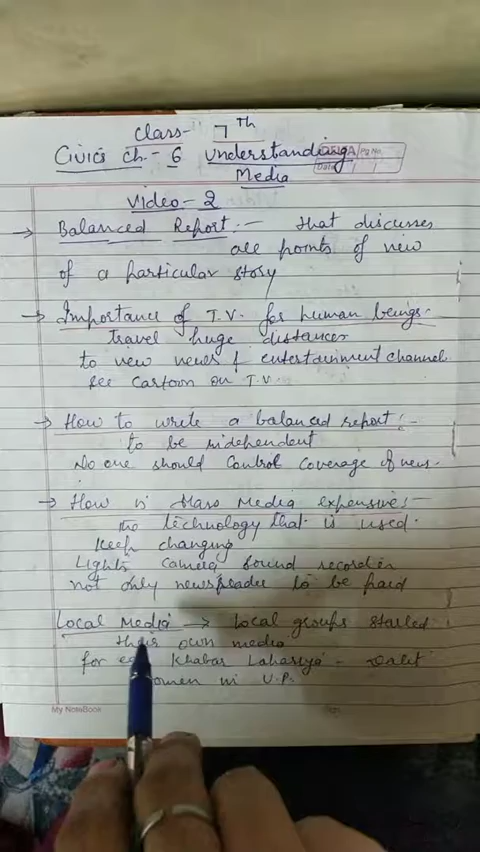 Class- 7th
Civics ch.- 6 Understanding
Media
Date
Pg No.
Video - 2
→ Balanced Report :- that discusses
all points of view
of a particular story
→ Importance of T.V. for human beings.
travel huge distances
to view news & entertainment channel.
see cartoon on T.V.
→ How to write a balanced report :-
to be independent
No one should control coverage of news.
→ How is Mass Media expensive :-
the technology that is used.
Keep changing
Lights camera sound recorder
not only newsreader to be paid
Local Media → Local groups started
their own media
for eg. Khabar Lahariya - Dalit
women in U.P.
My NoteBook